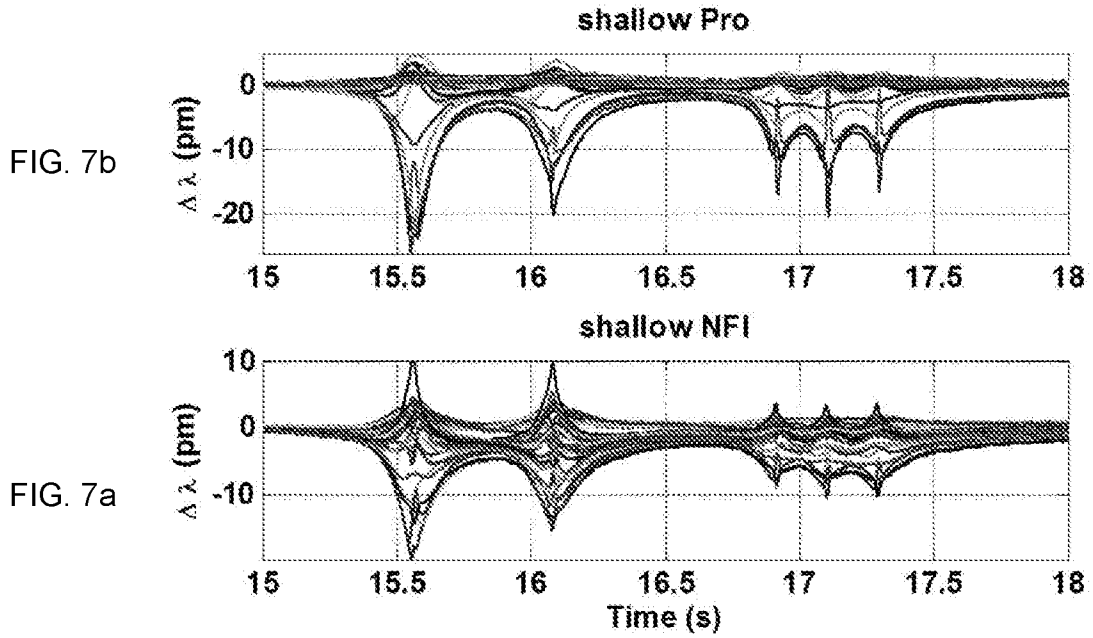 shallow Pro
FIG. 7b
Δ λ (pm)
0
-10
-20
15 15.5 16 16.5 17 17.5 18
shallow NFI
FIG. 7a
Δ λ (pm)
10
0
-10
15 15.5 16 16.5 17 17.5 18
Time (s)